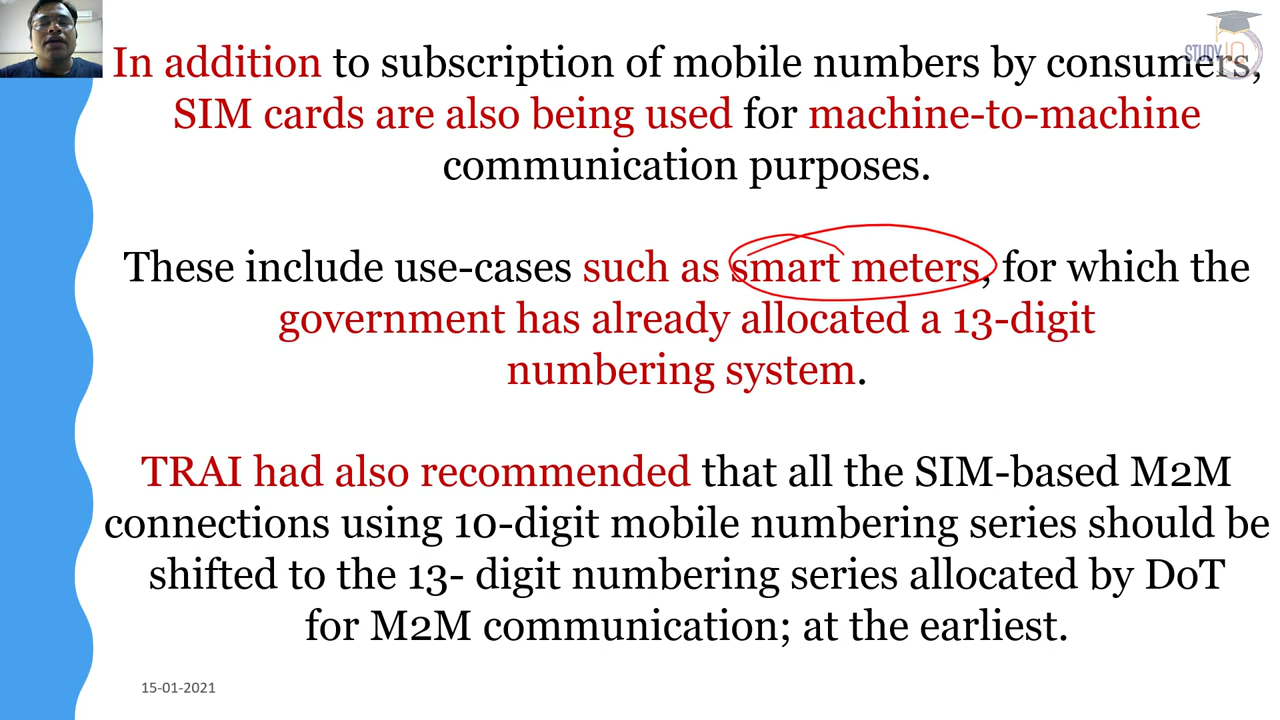 In addition to subscription of mobile numbers by consumers,
SIM cards are also being used for machine-to-machine
communication purposes.
These include use-cases such as smart meters, for which the
government has already allocated a 13-digit
numbering system.
TRAI had also recommended that all the SIM-based M2M
connections using 10-digit mobile numbering series should be
shifted to the 13- digit numbering series allocated by DoT
for M2M communication; at the earliest.
15-01-2021
STUDY IQ